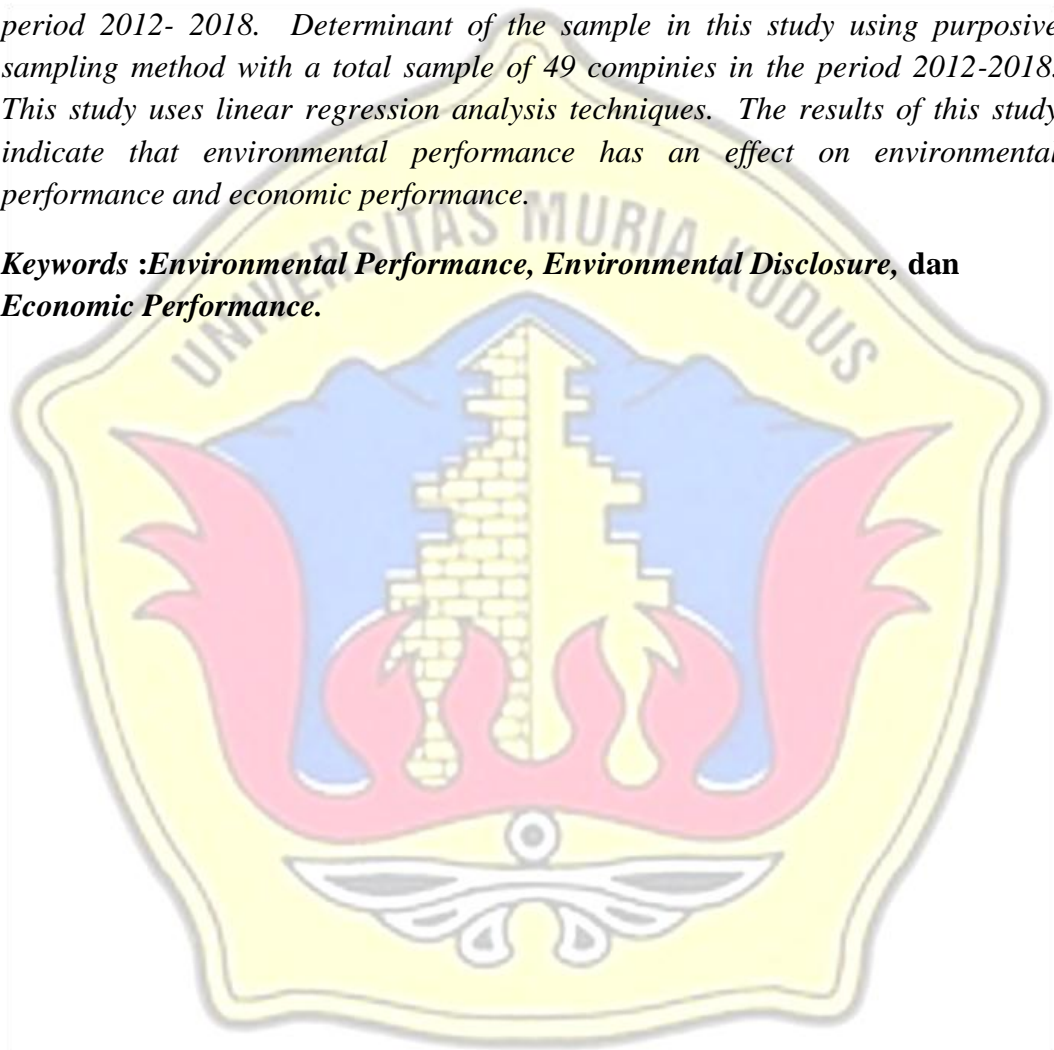 period 2012- 2018. Determinant of the sample in this study using purposive
sampling method with a total sample of 49 compinies in the period 2012-2018.
This study uses linear regression analysis techniques. The results of this study
indicate that environmental performance has an effect on environmental
performance and economic performance.
Keywords :Environmental Performance, Environmental Disclosure, dan
Economic Performance.
UNIVERSITAS MURIA KUDUS